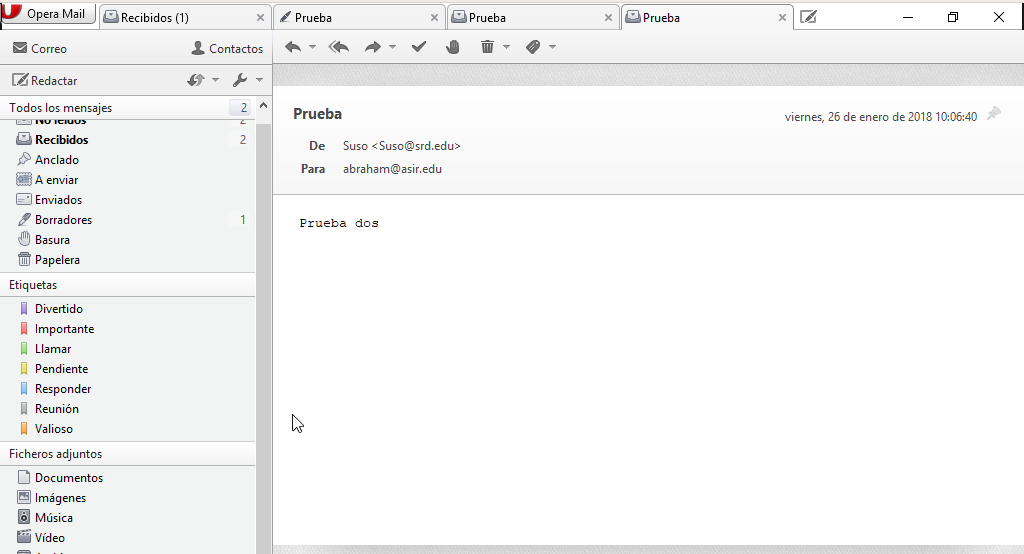 Opera Mail
Recibidos (1)
Prueba
Prueba
Prueba
Correo
Contactos
Redactar
Todos los mensajes 2
No leídos 2
Recibidos 2
Anclado
A enviar
Enviados
Borradores 1
Basura
Papelera
Etiquetas
Divertido
Importante
Llamar
Pendiente
Responder
Reunión
Valioso
Ficheros adjuntos
Documentos
Imágenes
Música
Vídeo
Prueba
viernes, 26 de enero de 2018 10:06:40
De Suso <Suso@srd.edu>
Para abraham@asir.edu
Prueba dos